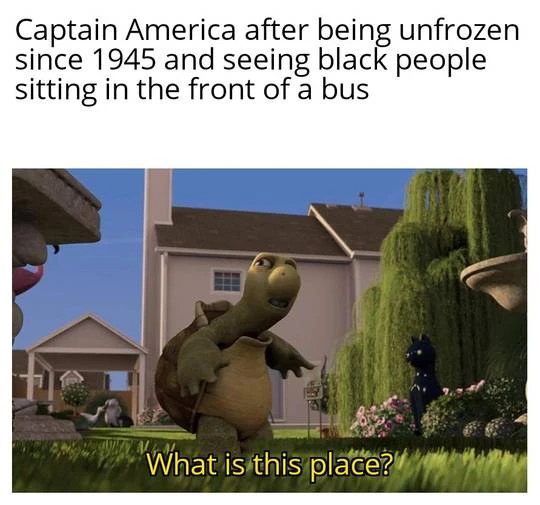 Captain America after being unfrozen
since 1945 and seeing black people
sitting in the front of a bus
What is this place?